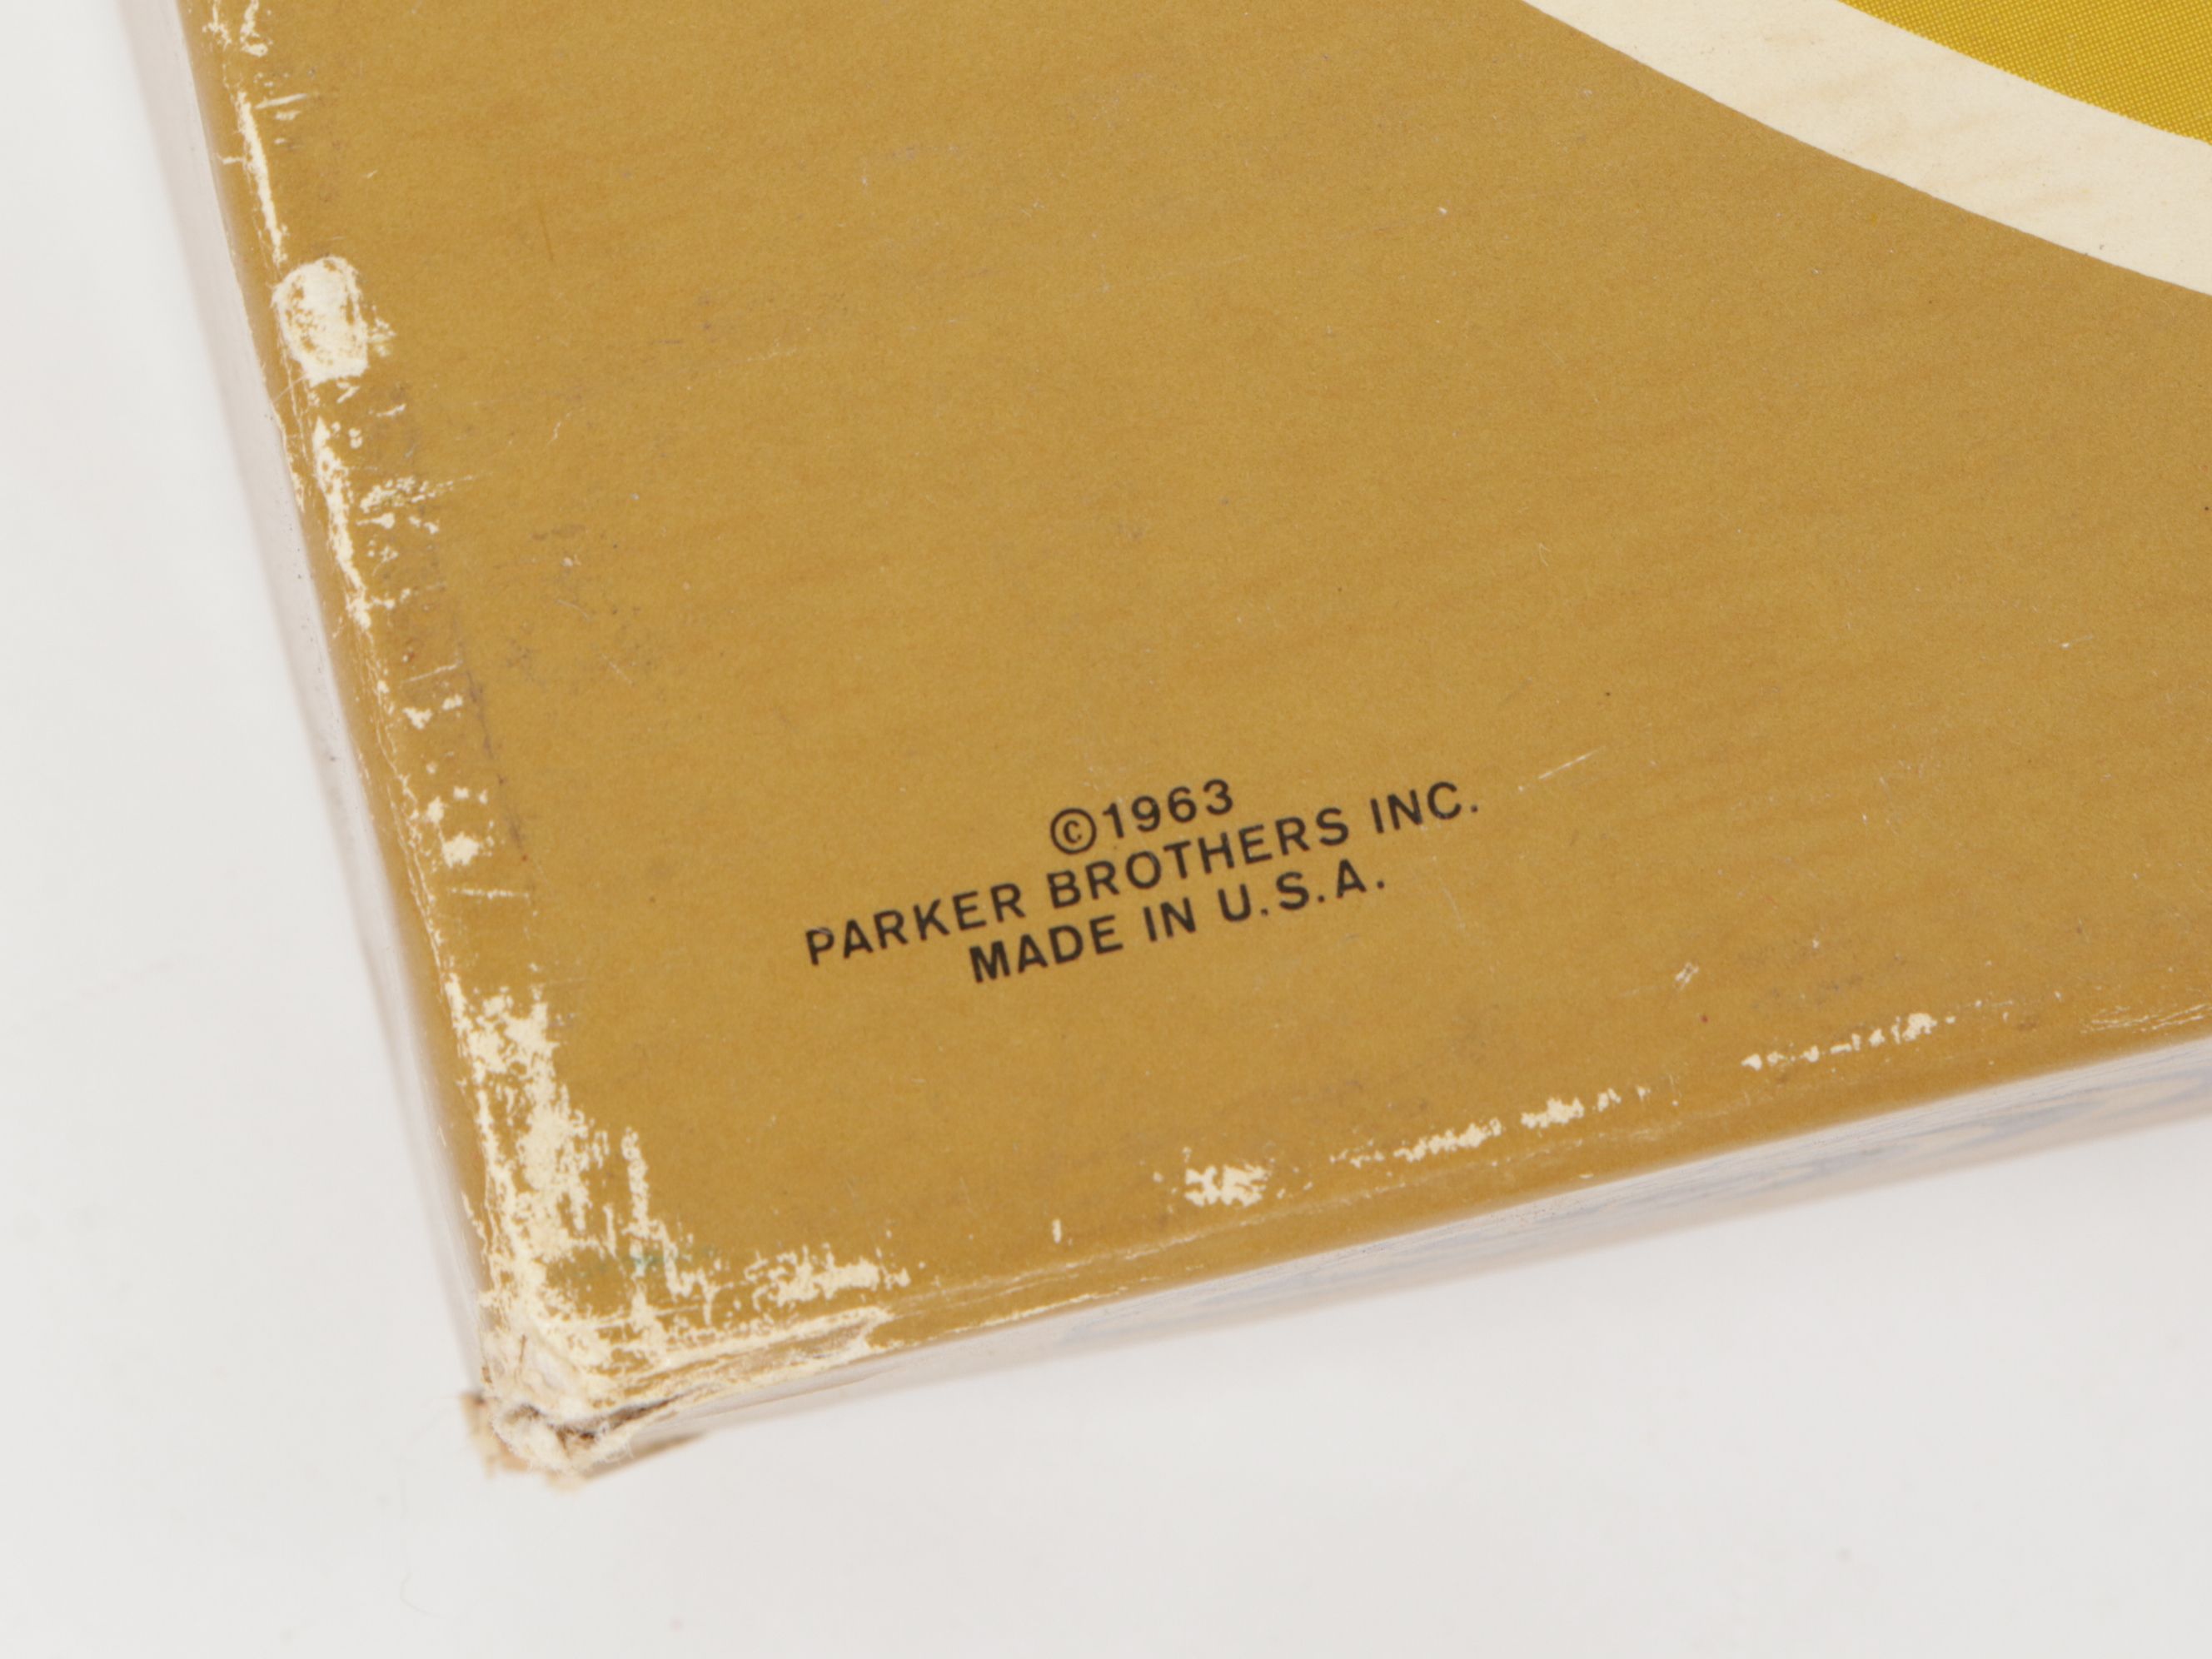 ©1963
PARKER BROTHERS INC.
MADE IN U.S.A.